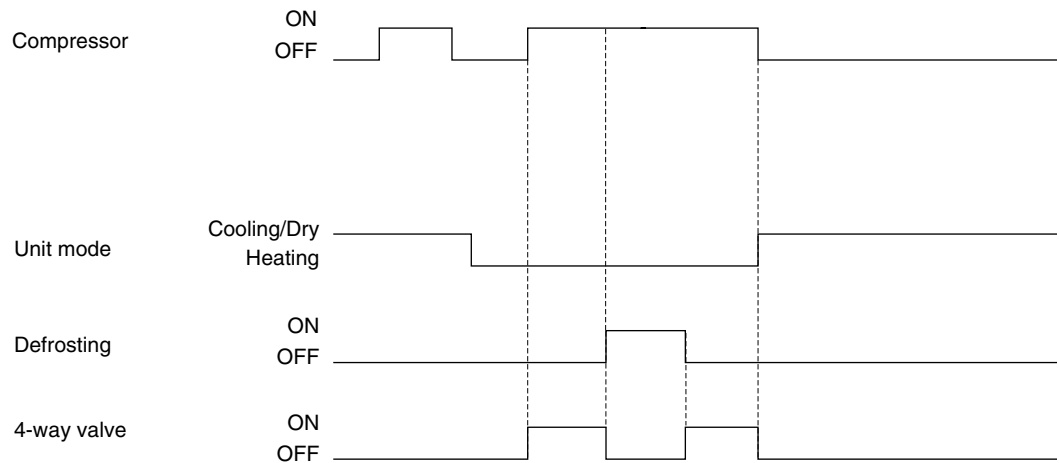 Compressor
ON
OFF
Unit mode
Cooling/Dry
Heating
Defrosting
ON
OFF
4-way valve
ON
OFF